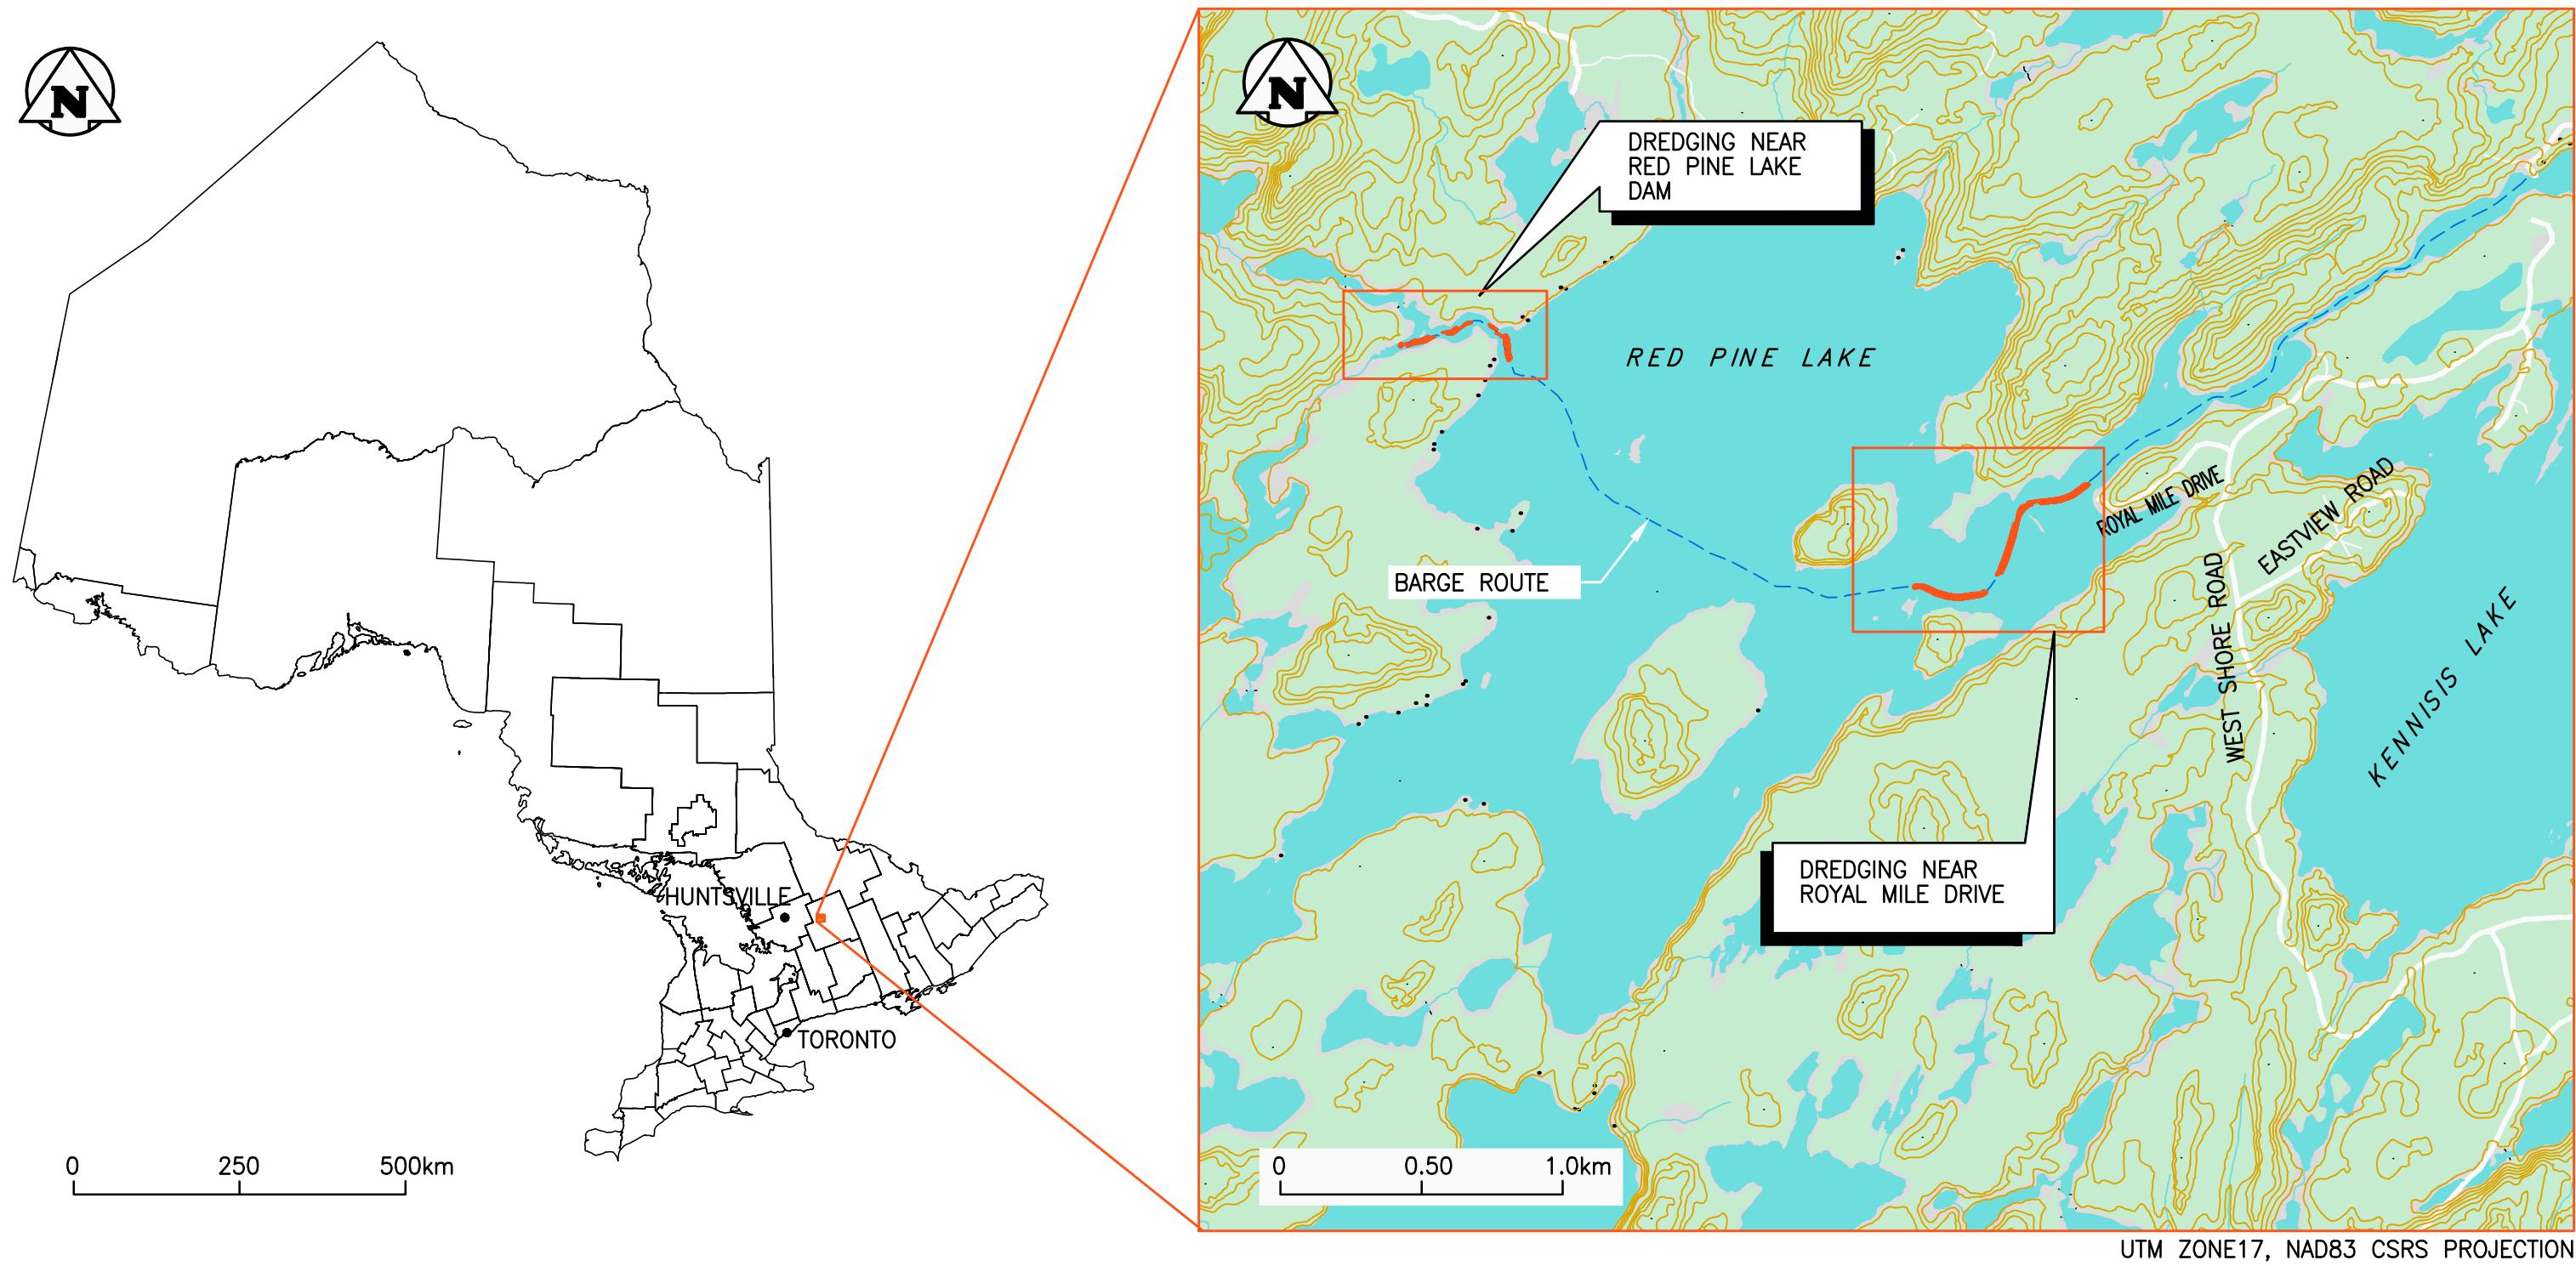 N
HUNTSVILLE
TORONTO
0 250 500km
N
DREDGING NEAR
RED PINE LAKE
DAM
RED PINE LAKE
BARGE ROUTE
ROYAL MILE DRIVE
EASTVIEW ROAD
WEST SHORE ROAD
KENNISIS LAKE
DREDGING NEAR
ROYAL MILE DRIVE
0 0.50 1.0km
UTM ZONE17, NAD83 CSRS PROJECTION